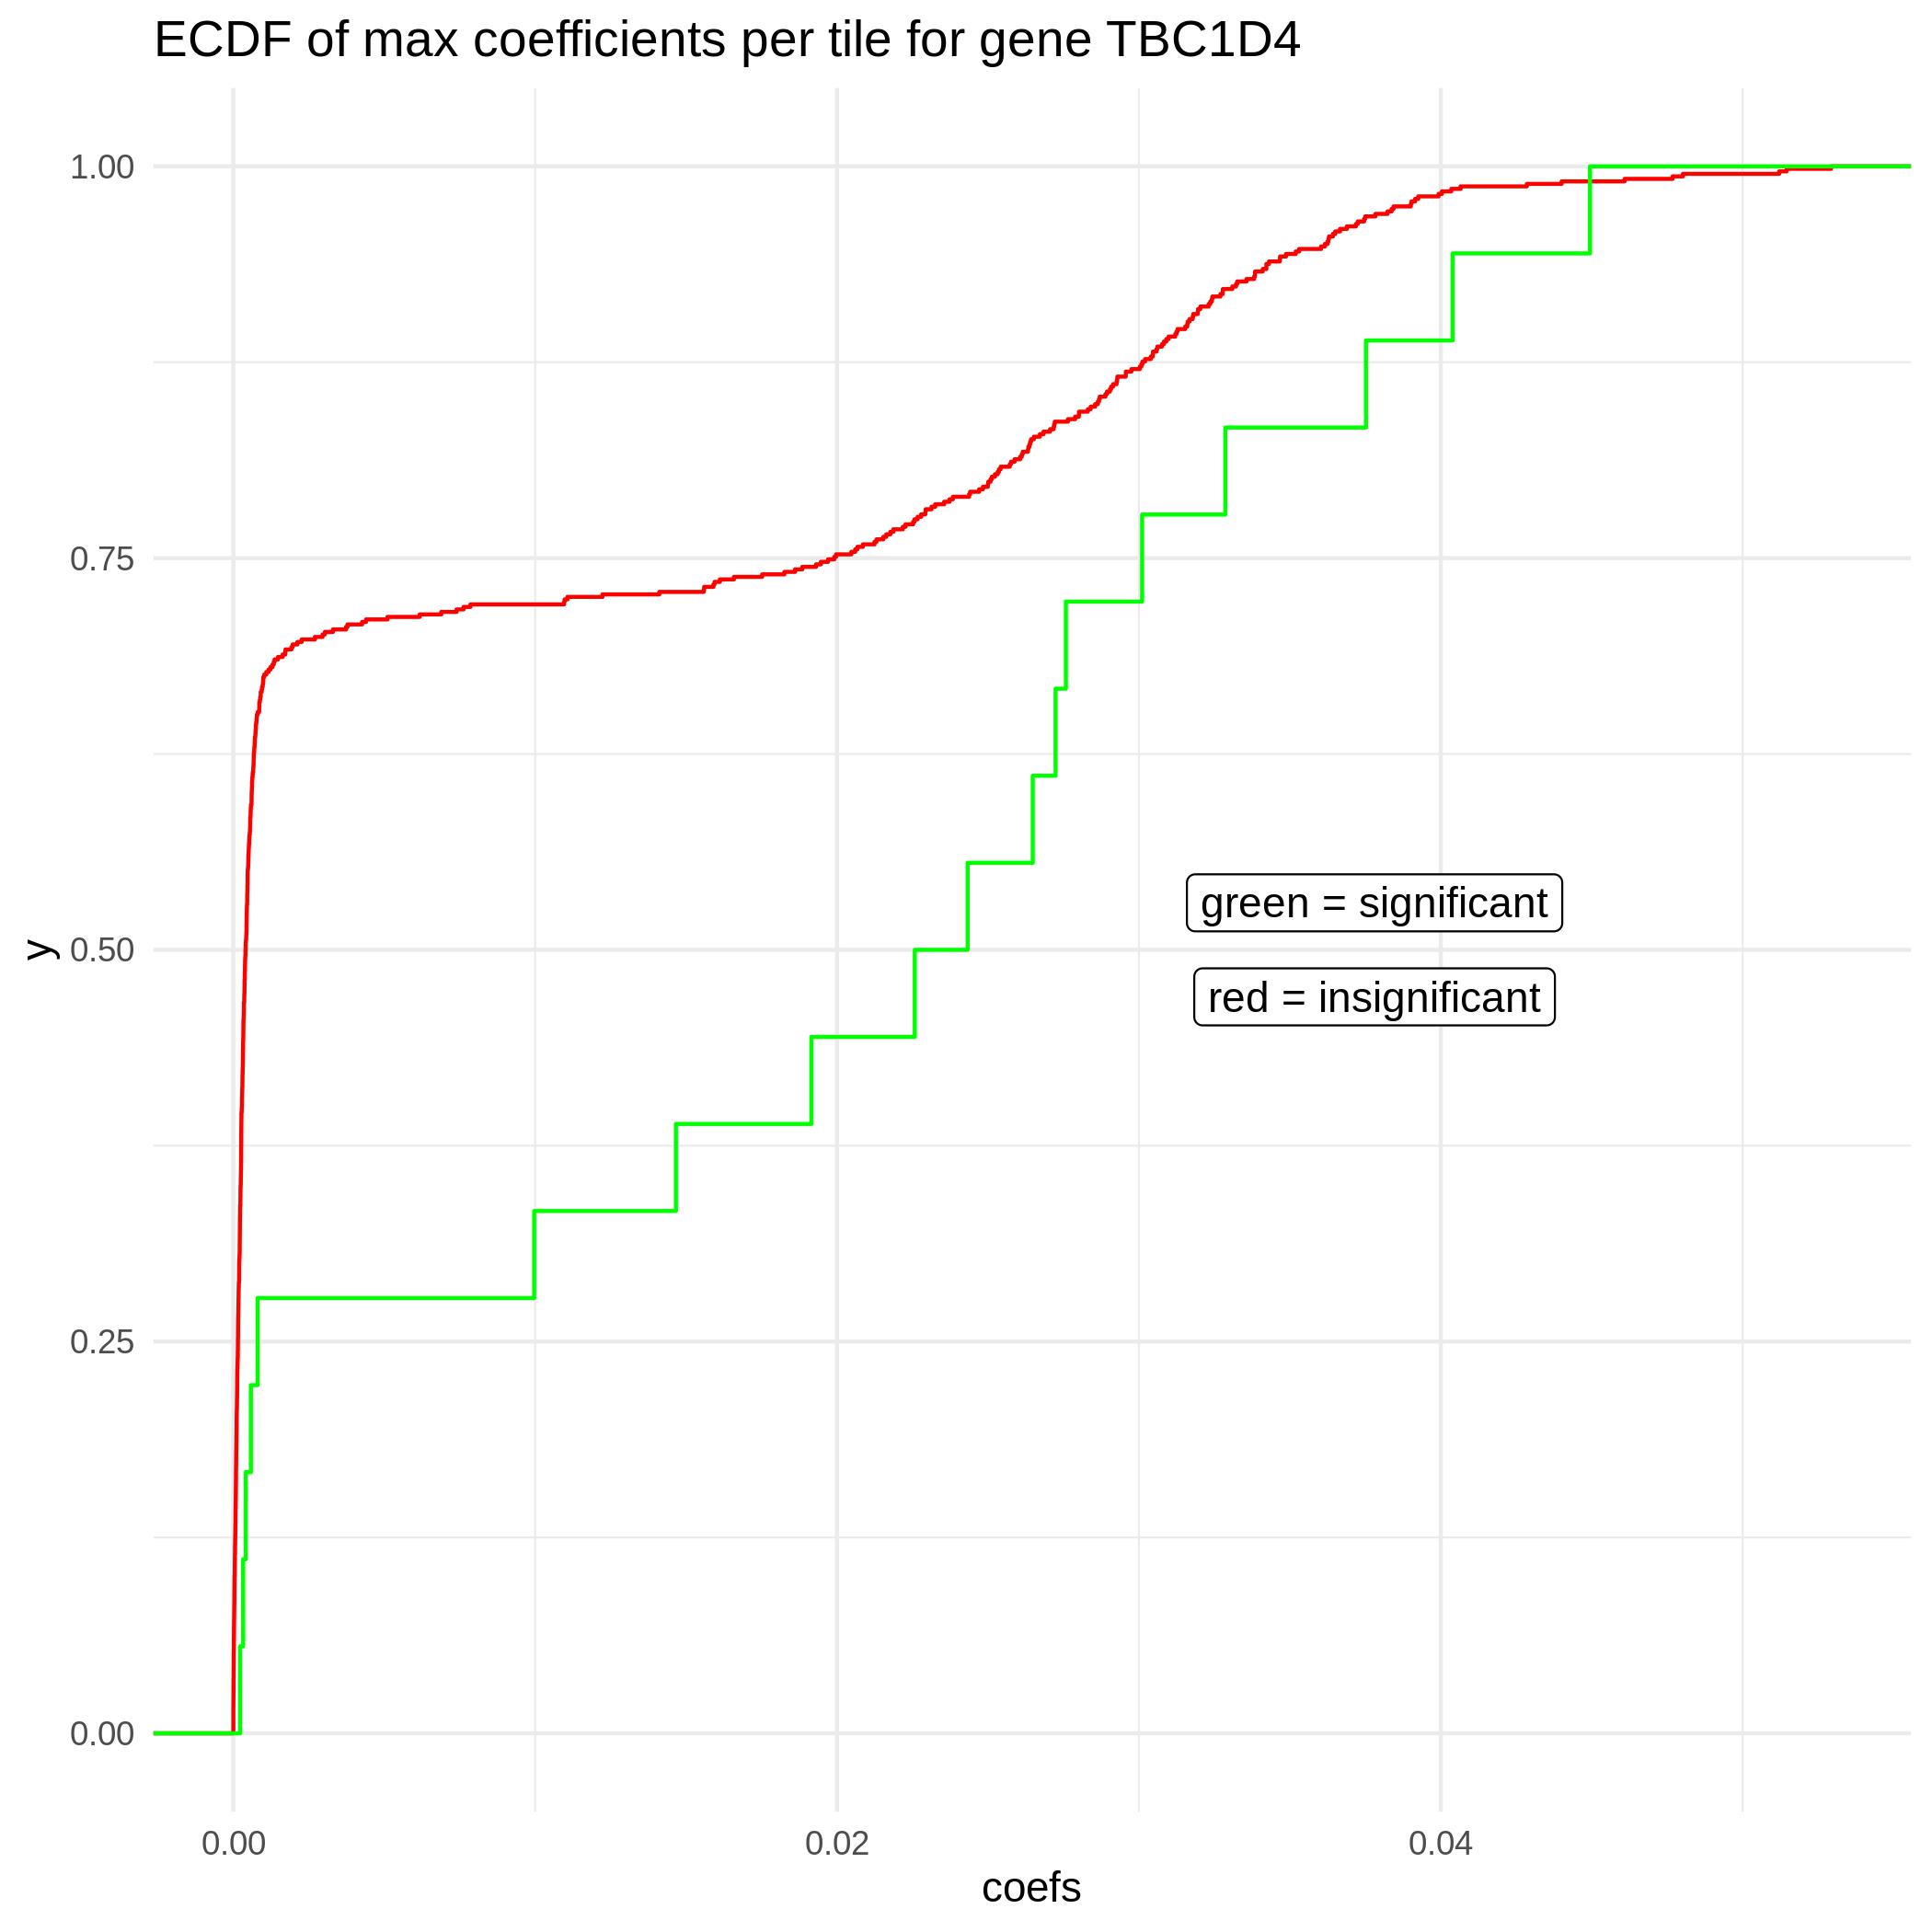 ECDF of max coefficients per tile for gene TBC1D4
1.00
0.75
0.50
0.25
0.00
y
green = significant
red = insignificant
0.00 0.02 0.04
coefs